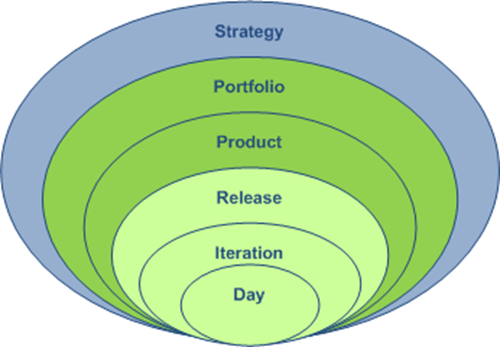 Strategy
Portfolio
Product
Release
Iteration
Day